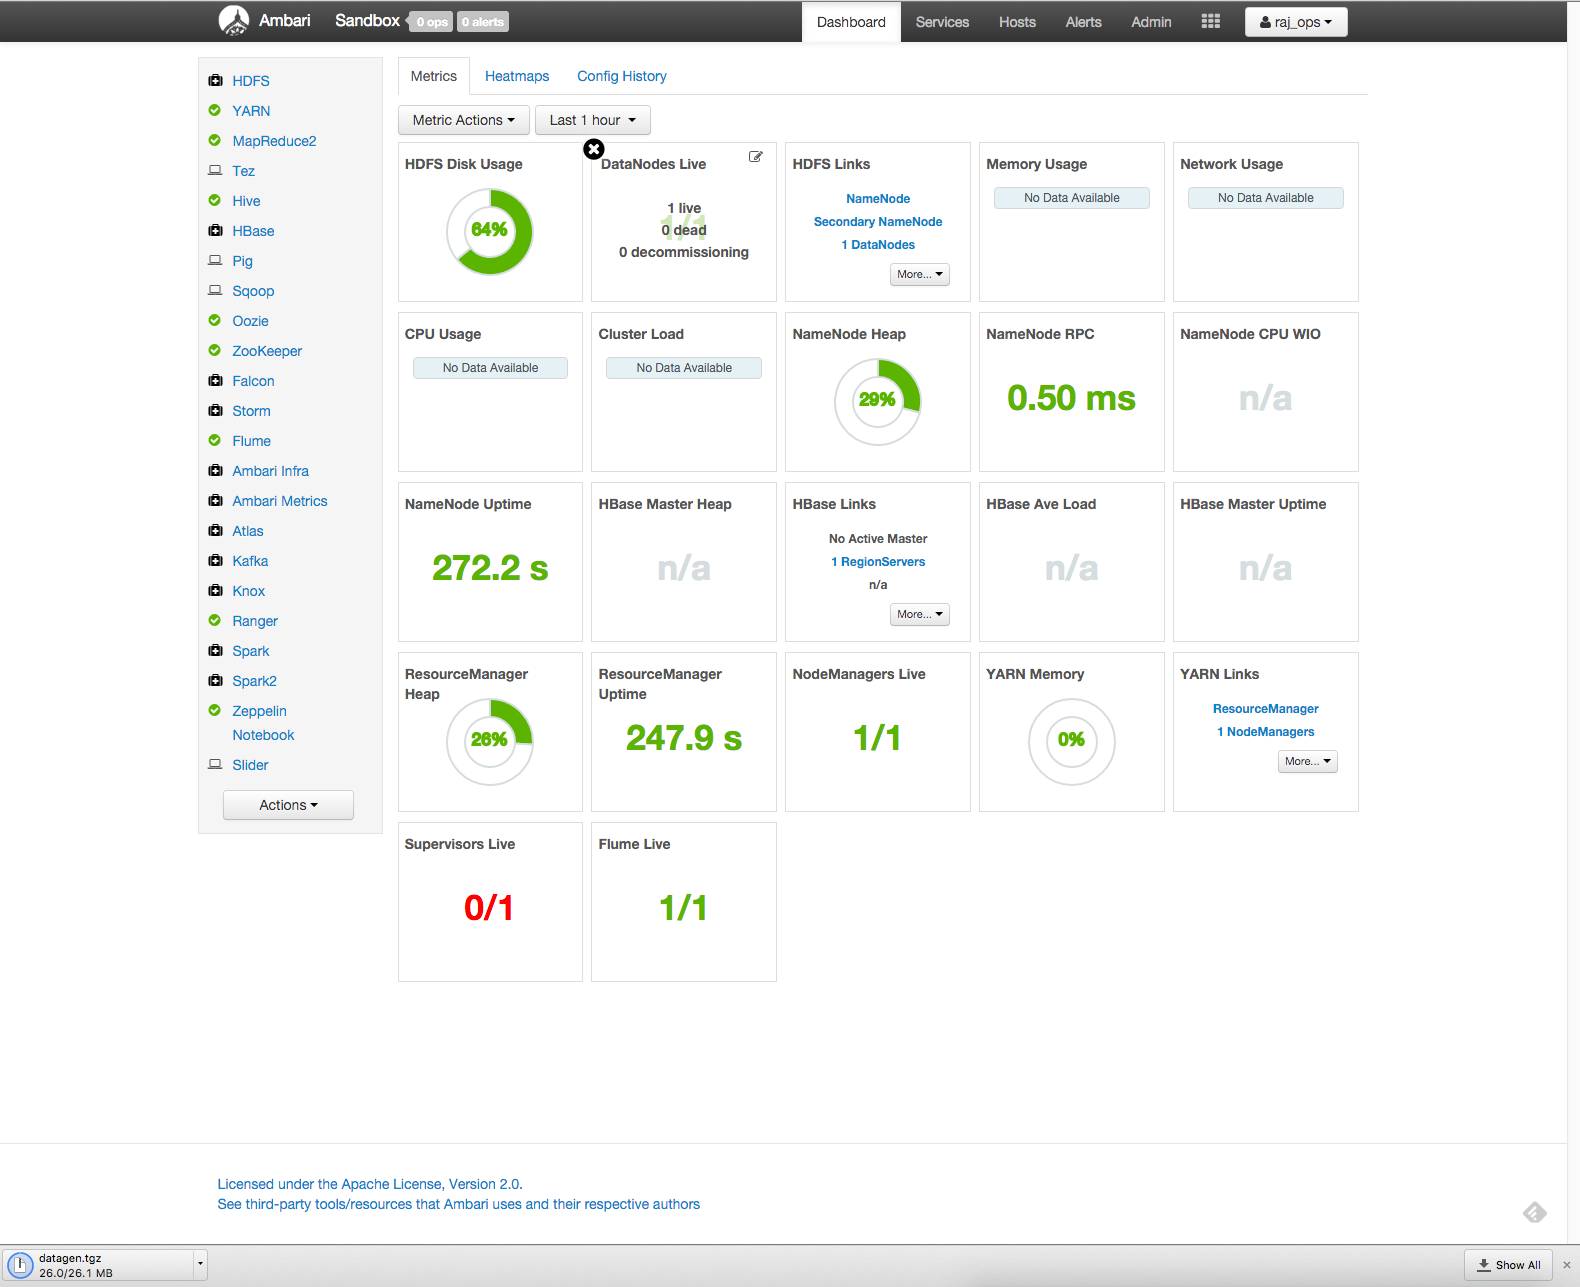 Ambari Sandbox 0 ops 0 alerts Dashboard Services Hosts Alerts Admin raj_ops
HDFS
YARN
MapReduce2
Tez
Hive
HBase
Pig
Sqoop
Oozie
ZooKeeper
Falcon
Storm
Flume
Ambari Infra
Ambari Metrics
Atlas
Kafka
Knox
Ranger
Spark
Spark2
Zeppelin
Notebook
Slider
Actions
Metrics Heatmaps Config History
Metric Actions Last 1 hour
HDFS Disk Usage
64%
DataNodes Live
1/1
1 live
0 dead
0 decommissioning
HDFS Links
NameNode
Secondary NameNode
1 DataNodes
More...
Memory Usage
No Data Available
Network Usage
No Data Available
CPU Usage
No Data Available
Cluster Load
No Data Available
NameNode Heap
29%
NameNode RPC
0.50 ms
NameNode CPU WIO
n/a
NameNode Uptime
272.2 s
HBase Master Heap
n/a
HBase Links
No Active Master
1 RegionServers
n/a
More...
HBase Ave Load
n/a
HBase Master Uptime
n/a
ResourceManager
Heap
26%
ResourceManager
Uptime
247.9 s
NodeManagers Live
1/1
YARN Memory
0%
YARN Links
ResourceManager
1 NodeManagers
More...
Supervisors Live
0/1
Flume Live
1/1
Licensed under the Apache License, Version 2.0.
See third-party tools/resources that Ambari uses and their respective authors
datagen.tgz
26.0/26.1 MB
Show All